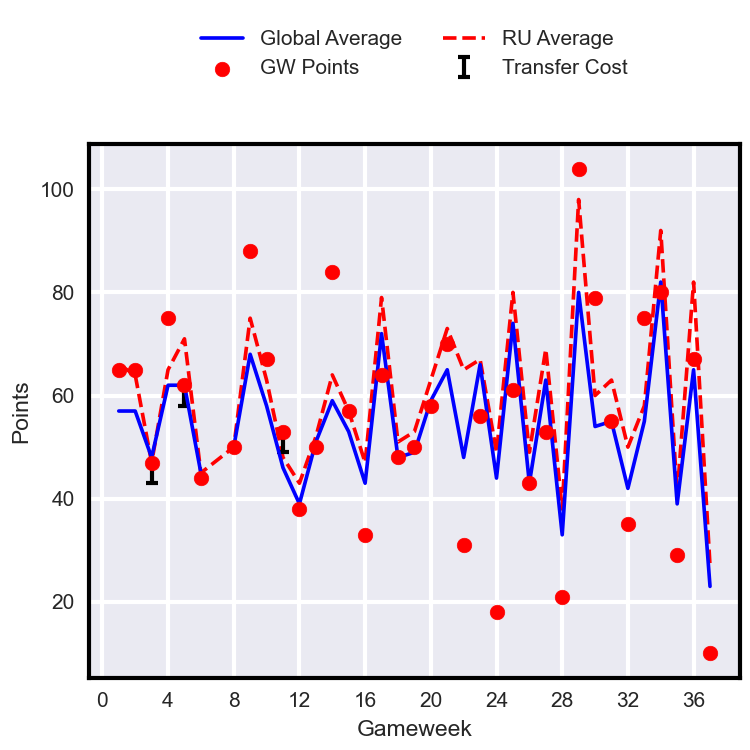 Global Average RU Average
GW Points Transfer Cost
100
80
60
40
20
Points
0 4 8 12 16 20 24 28 32 36
Gameweek